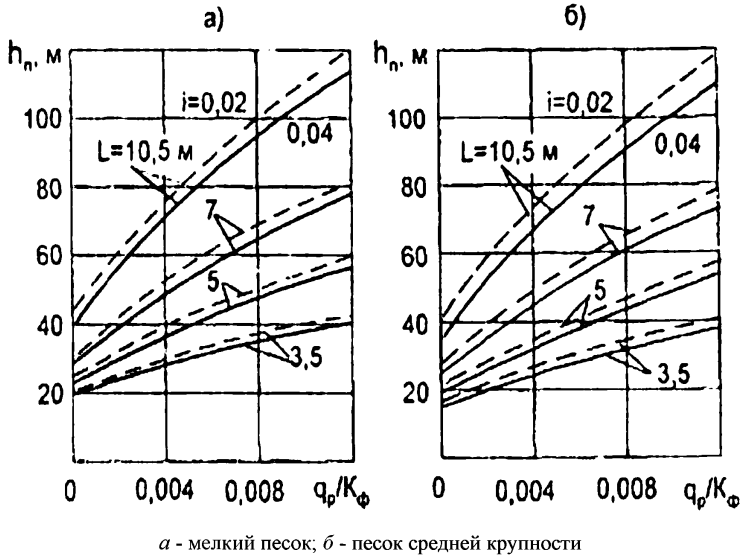 а) б)
hп, м hп, м
i=0,02 i=0,02
100 0,04 100 0,04
L=10,5 м L=10,5 м
80 80
7 7
60 60
5 5
40 40
3,5 3,5
20 20
0 0,004 0,008 qр/Кф 0 0,004 0,008 qр/Кф
а - мелкий песок; б - песок средней крупности